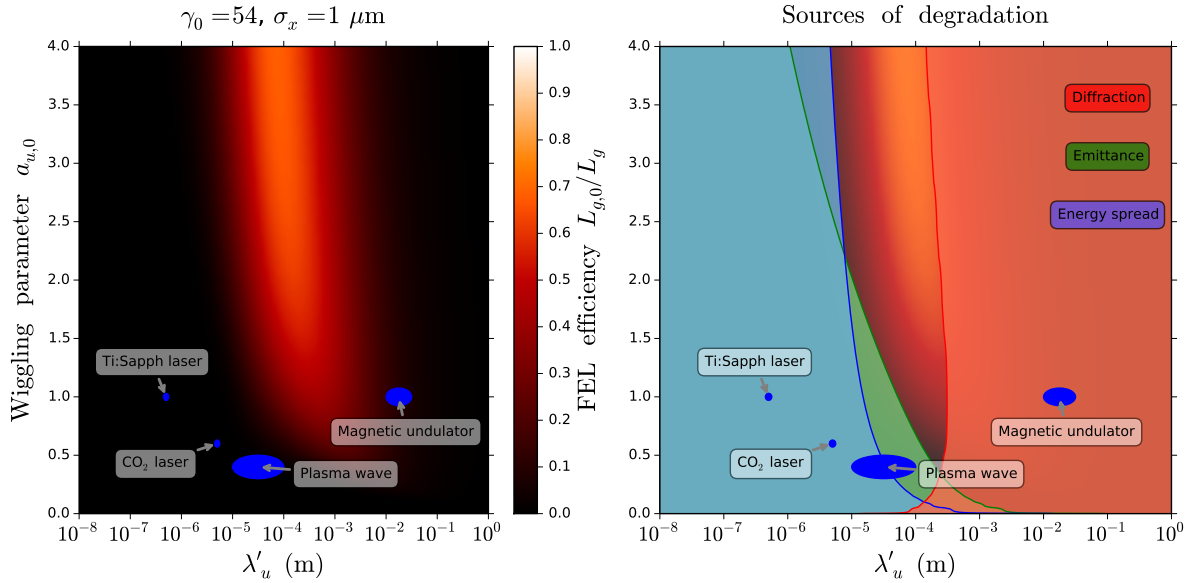 γ₀ =54, σₓ =1 μm
Wiggling parameter a_{u,0}
4.0
3.5
3.0
2.5
2.0
1.5
1.0
0.5
0.0
Ti:Sapph laser
CO₂ laser
Magnetic undulator
Plasma wave
10⁻⁸ 10⁻⁷ 10⁻⁶ 10⁻⁵ 10⁻⁴ 10⁻³ 10⁻² 10⁻¹ 10⁰
λ′ᵤ (m)
1.0
0.9
0.8
0.7
0.6
0.5
0.4
0.3
0.2
0.1
0.0
FEL efficiency L_{g,0}/L_g
Sources of degradation
4.0
3.5
3.0
2.5
2.0
1.5
1.0
0.5
0.0
Diffraction
Emittance
Energy spread
Ti:Sapph laser
CO₂ laser
Magnetic undulator
Plasma wave
10⁻⁸ 10⁻⁷ 10⁻⁶ 10⁻⁵ 10⁻⁴ 10⁻³ 10⁻² 10⁻¹ 10⁰
λ′ᵤ (m)